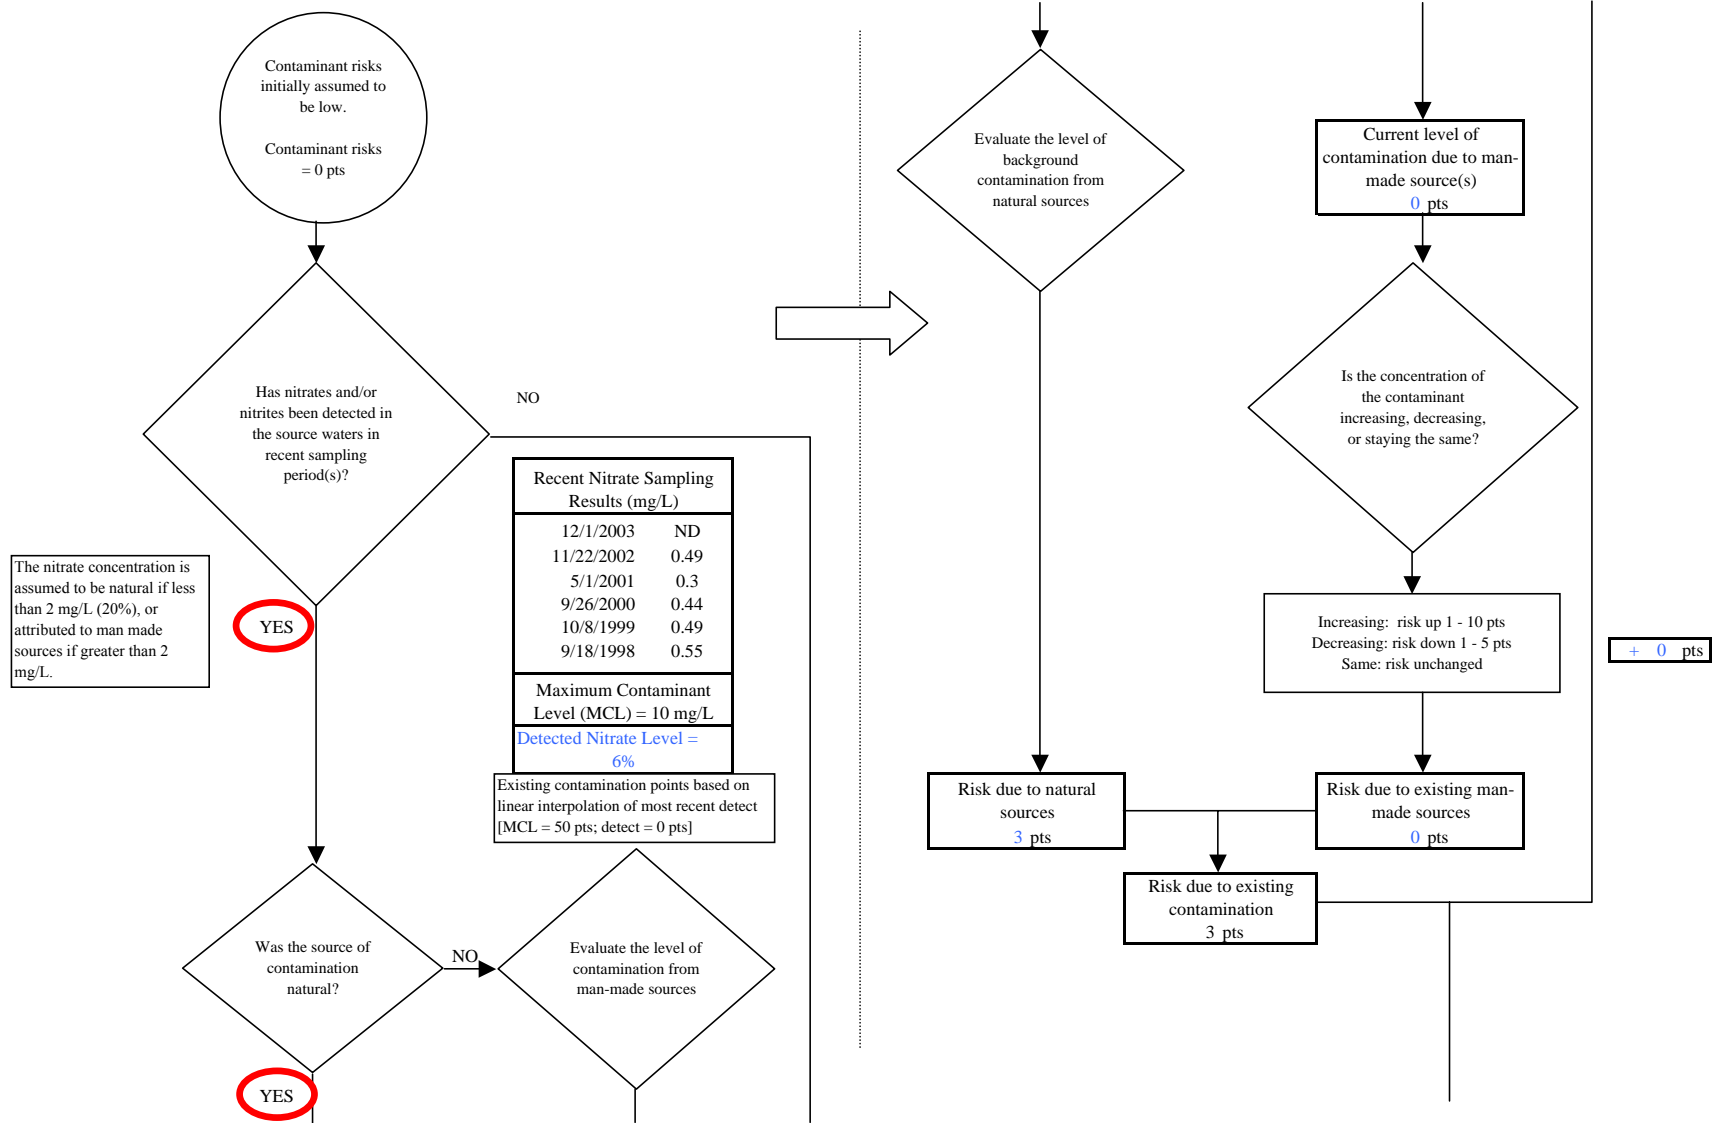 Contaminant risks
initially assumed to
be low.
Contaminant risks
= 0 pts
Has nitrates and/or
nitrites been detected in
the source waters in
recent sampling
period(s)?
NO
Recent Nitrate Sampling
Results (mg/L)
12/1/2003 ND
11/22/2002 0.49
5/1/2001 0.3
9/26/2000 0.44
10/8/1999 0.49
9/18/1998 0.55
Maximum Contaminant
Level (MCL) = 10 mg/L
Detected Nitrate Level =
6%
The nitrate concentration is
assumed to be natural if less
than 2 mg/L (20%), or
attributed to man made
sources if greater than 2
mg/L.
YES
Existing contamination points based on
linear interpolation of most recent detect
[MCL = 50 pts; detect = 0 pts]
Was the source of
contamination
natural?
NO
Evaluate the level of
contamination from
man-made sources
YES
Evaluate the level of
background
contamination from
natural sources
Current level of
contamination due to man-
made source(s)
0 pts
Is the concentration of
the contaminant
increasing, decreasing,
or staying the same?
Increasing: risk up 1 - 10 pts
Decreasing: risk down 1 - 5 pts
Same: risk unchanged
+ 0 pts
Risk due to natural
sources
3 pts
Risk due to existing man-
made sources
0 pts
Risk due to existing
contamination
3 pts